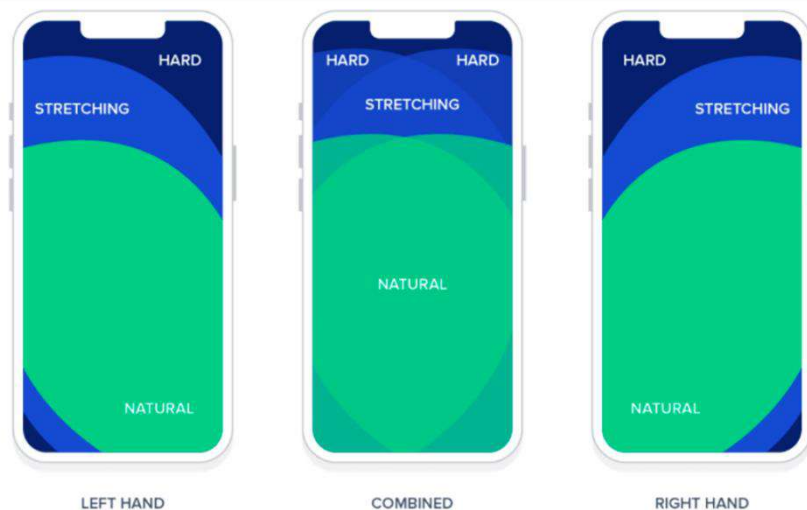 HARD
STRETCHING
NATURAL
LEFT HAND
HARD HARD
STRETCHING
NATURAL
COMBINED
HARD
STRETCHING
NATURAL
RIGHT HAND